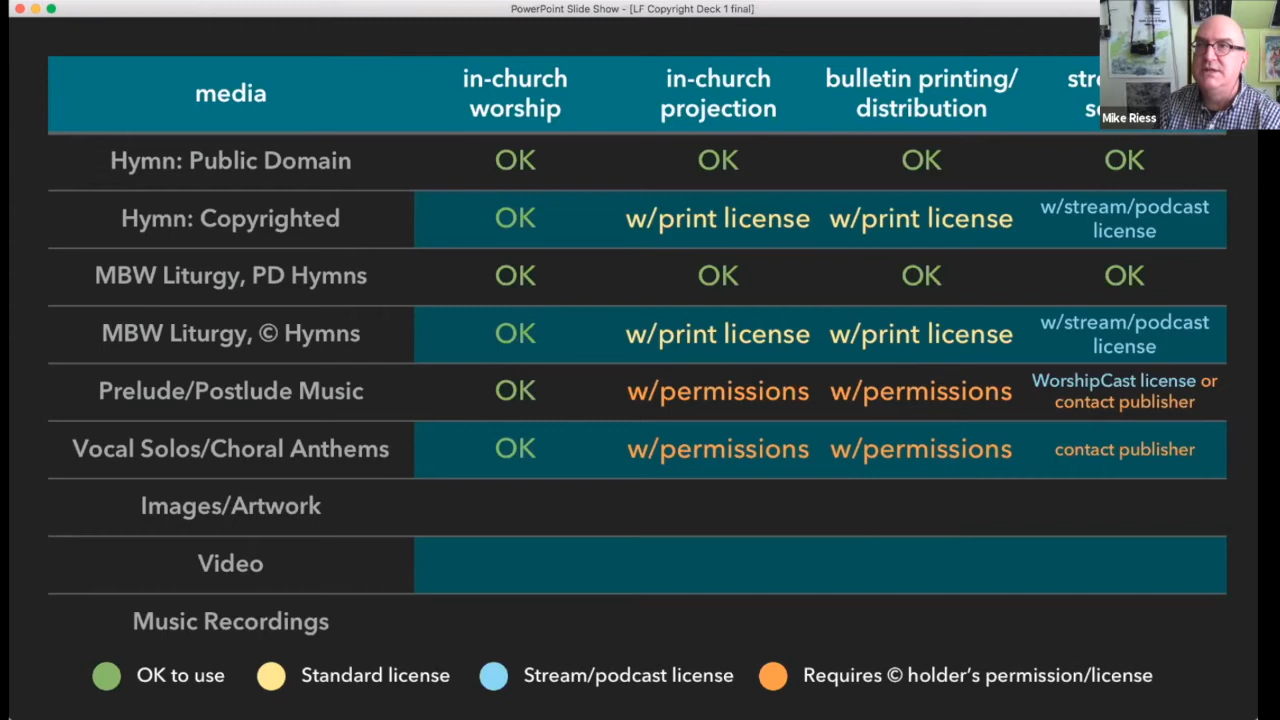 PowerPoint Slide Show - [LF Copyright Deck 1 final]
Mike Riess
media
in-church worship
in-church projection
bulletin printing/
distribution
Hymn: Public Domain OK OK OK OK
Hymn: Copyrighted OK w/print license w/print license w/stream/podcast
license
MBW Liturgy, PD Hymns OK OK OK OK
MBW Liturgy, © Hymns OK w/print license w/print license w/stream/podcast
license
Prelude/Postlude Music OK w/permissions w/permissions WorshipCast license or
contact publisher
Vocal Solos/Choral Anthems OK w/permissions w/permissions contact publisher
Images/Artwork
Video
Music Recordings
OK to use Standard license Stream/podcast license Requires © holder's permission/license